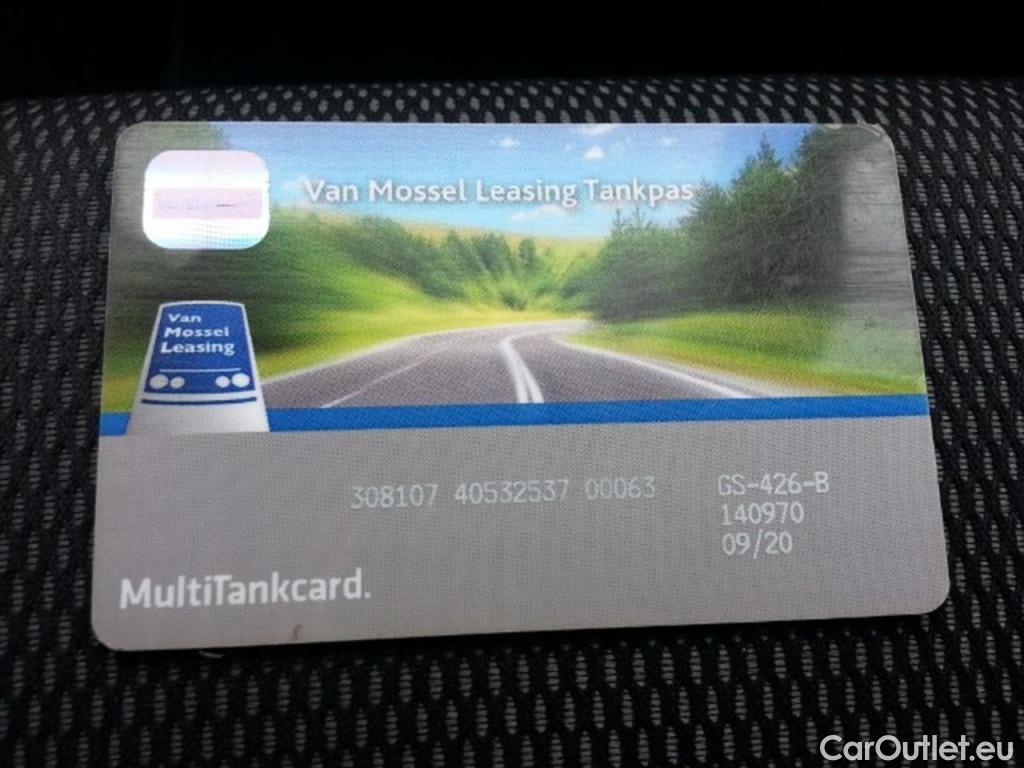 Van Mossel Leasing Tankpas
Van
Mossel
Leasing
308107 40532537 00063
GS-426-B
140970
09/20
MultiTankcard.
CarOutlet.eu